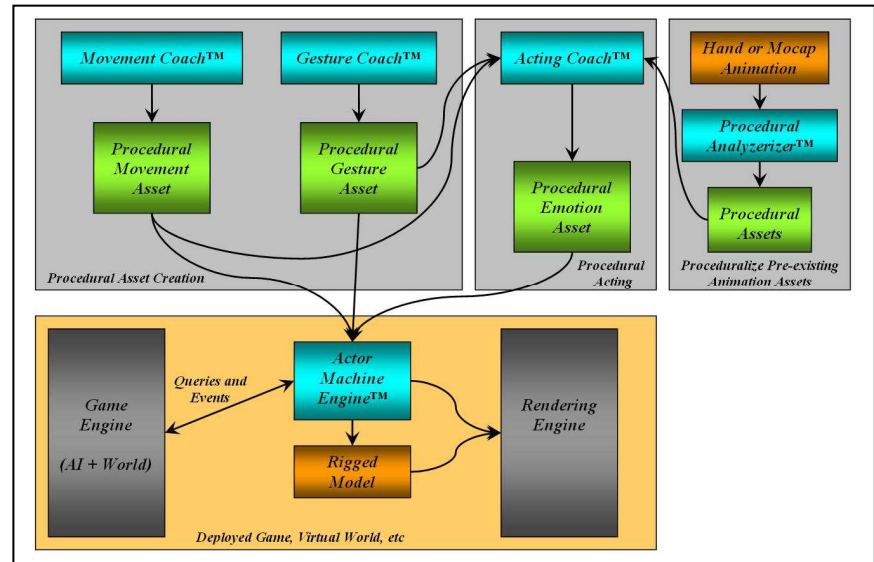 Movement Coach™
Gesture Coach™
Procedural
Movement
Asset
Procedural
Gesture
Asset
Procedural Asset Creation
Acting Coach™
Procedural
Emotion
Asset
Procedural
Acting
Hand or Mocap
Animation
Procedural
Analyzerizer™
Procedural
Assets
Proceduralize Pre-existing
Animation Assets
Game
Engine
(AI + World)
Queries and
Events
Actor
Machine
Engine™
Rigged
Model
Rendering
Engine
Deployed Game, Virtual World, etc